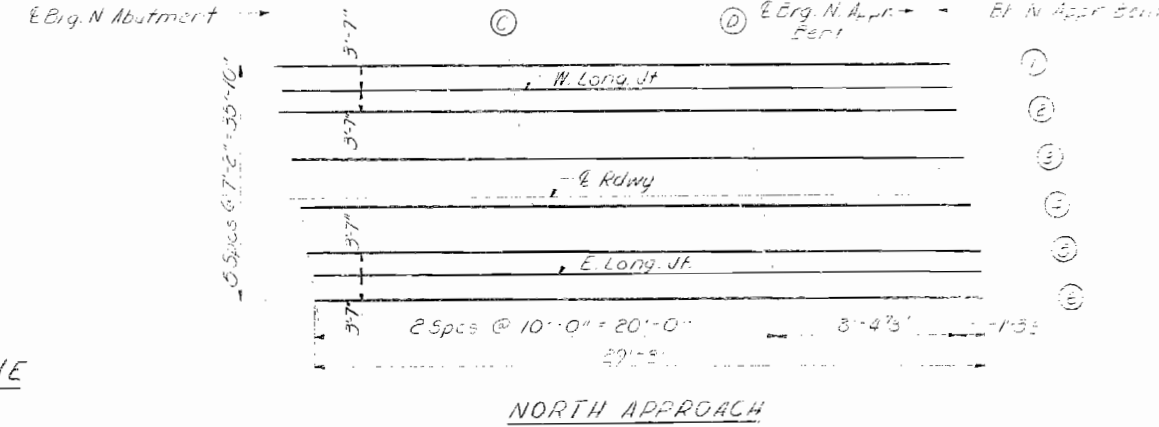 ℄ Brg. N Abutment
C
D
℄ Brg. N. Appr.
Bent
N Appr Bent
3'-7"
1
W. Long. Jt
2
3'-7"
3
5 Spcs @ 7'-2" = 35'-10"
℄ Rdwy
4
3'-7"
5
E. Long. Jt.
6
3'-7"
2 Spcs @ 10'-0" = 20'-0"
NORTH APPROACH